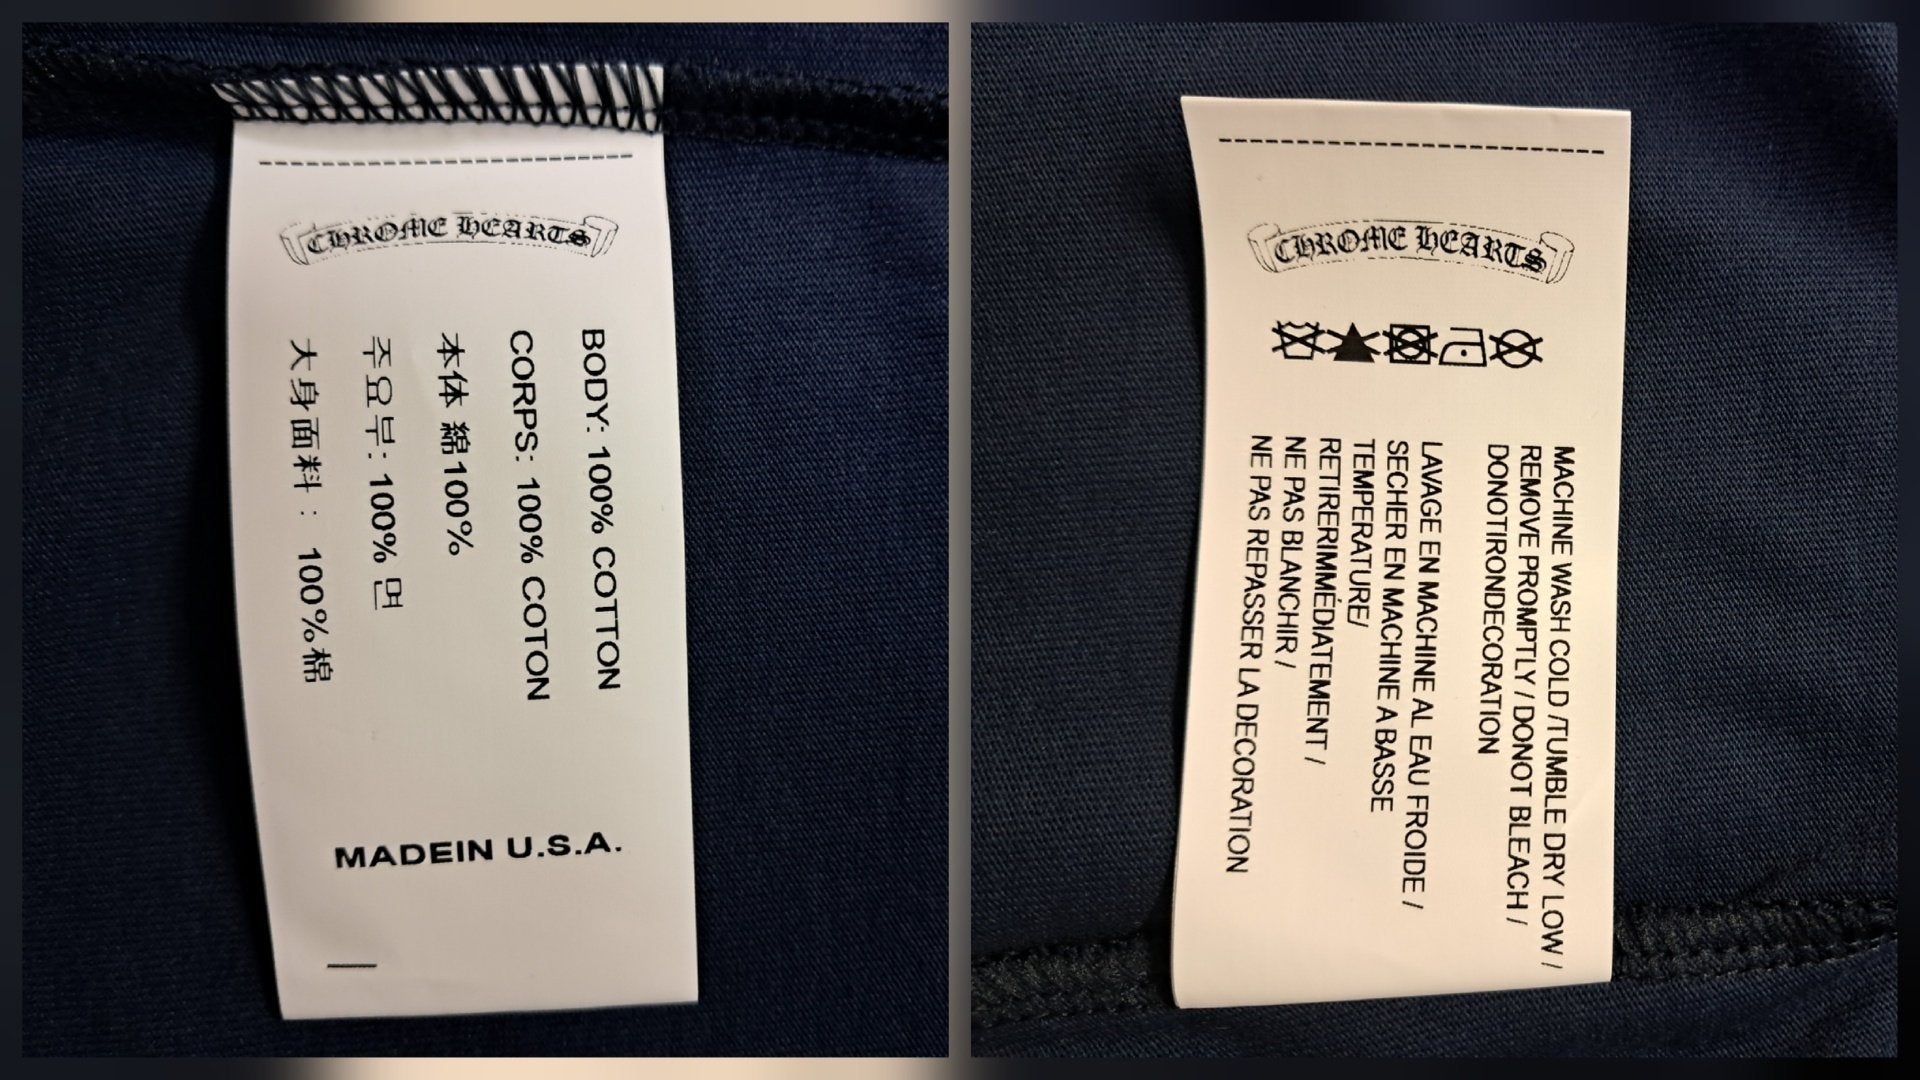 CHROME HEARTS
BODY: 100% COTTON
CORPS: 100% COTON
本体 綿100%
주요부: 100% 면
大身面料： 100%棉
MADEIN U.S.A.
CHROME HEARTS
MACHINE WASH COLD /TUMBLE DRY LOW /
REMOVE PROMPTLY / DONOT BLEACH /
DONOTIRONDECORATION
LAVAGE EN MACHINE AL EAU FROIDE /
SECHER EN MACHINE A BASSE
TEMPERATURE/
RETIRERIMMÉDIATEMENT /
NE PAS BLANCHIR /
NE PAS REPASSER LA DECORATION